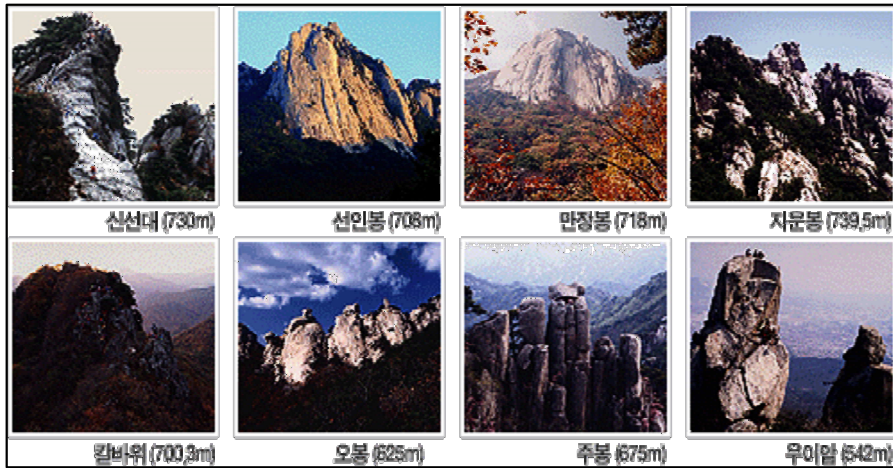 신선대 (730m)
선인봉 (708m)
만장봉 (718m)
자운봉 (739.5m)
칼바위 (700.3m)
오봉 (625m)
주봉 (675m)
우이암 (542m)